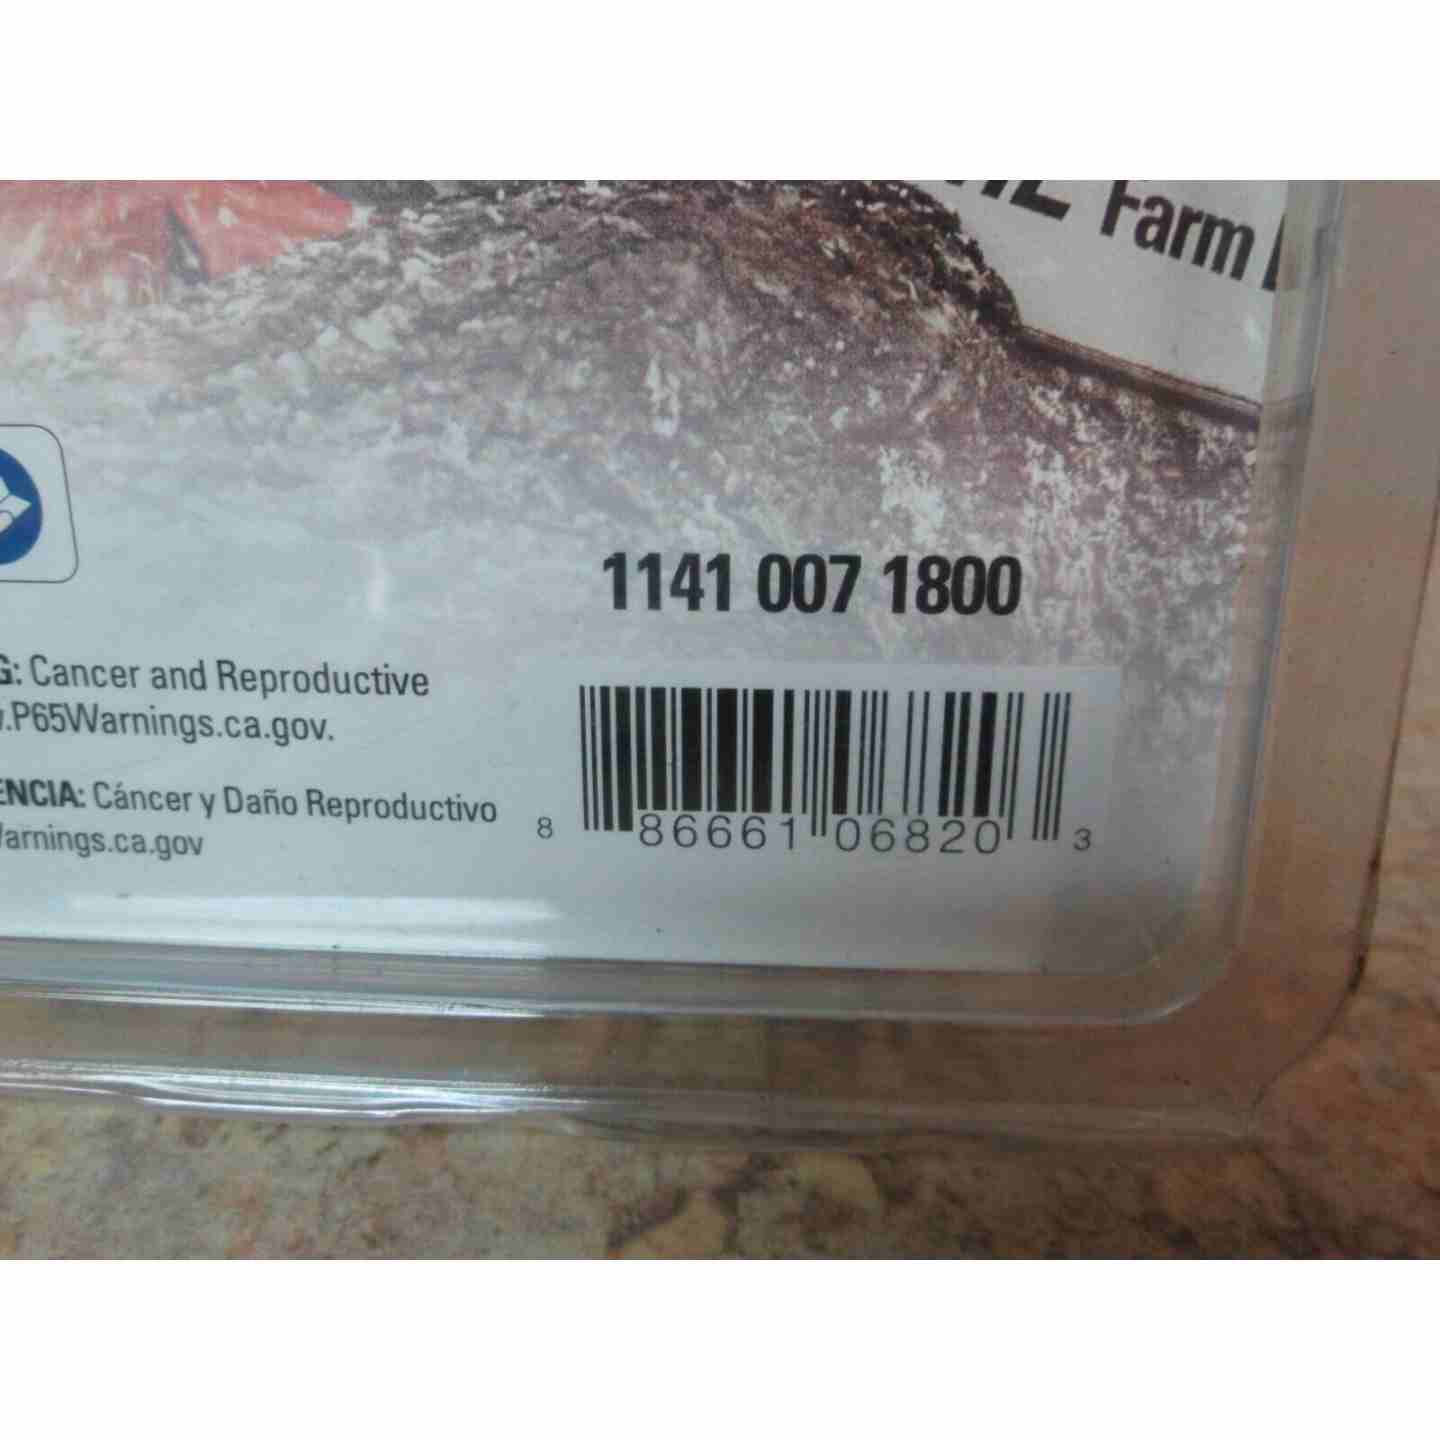 Farm
1141 007 1800
G: Cancer and Reproductive
.P65Warnings.ca.gov.
ENCIA: Cáncer y Daño Reproductivo
Warnings.ca.gov
8 86661 06820 3